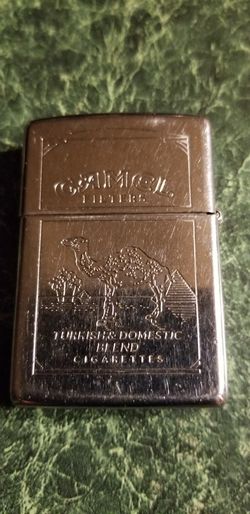 CAMEL
FILTERS
TURKISH & DOMESTIC
BLEND
CIGARETTES